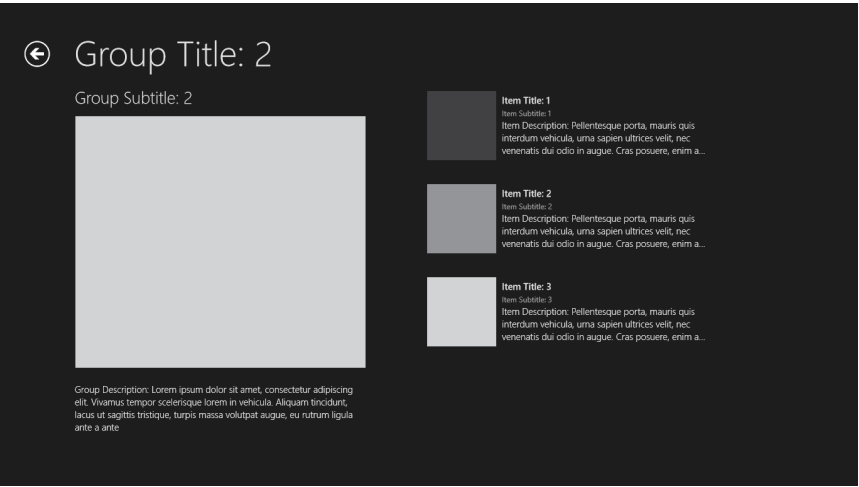 Group Title: 2
Group Subtitle: 2
Group Description: Lorem ipsum dolor sit amet, consectetur adipiscing
elit. Vivamus tempor scelerisque lorem in vehicula. Aliquam tincidunt,
lacus ut sagittis tristique, turpis massa volutpat augue, eu rutrum ligula
ante a ante
Item Title: 1
Item Subtitle: 1
Item Description: Pellentesque porta, mauris quis
interdum vehicula, urna sapien ultrices velit, nec
venenatis dui odio in augue. Cras posuere, enim a...
Item Title: 2
Item Subtitle: 2
Item Description: Pellentesque porta, mauris quis
interdum vehicula, urna sapien ultrices velit, nec
venenatis dui odio in augue. Cras posuere, enim a...
Item Title: 3
Item Subtitle: 3
Item Description: Pellentesque porta, mauris quis
interdum vehicula, urna sapien ultrices velit, nec
venenatis dui odio in augue. Cras posuere, enim a...